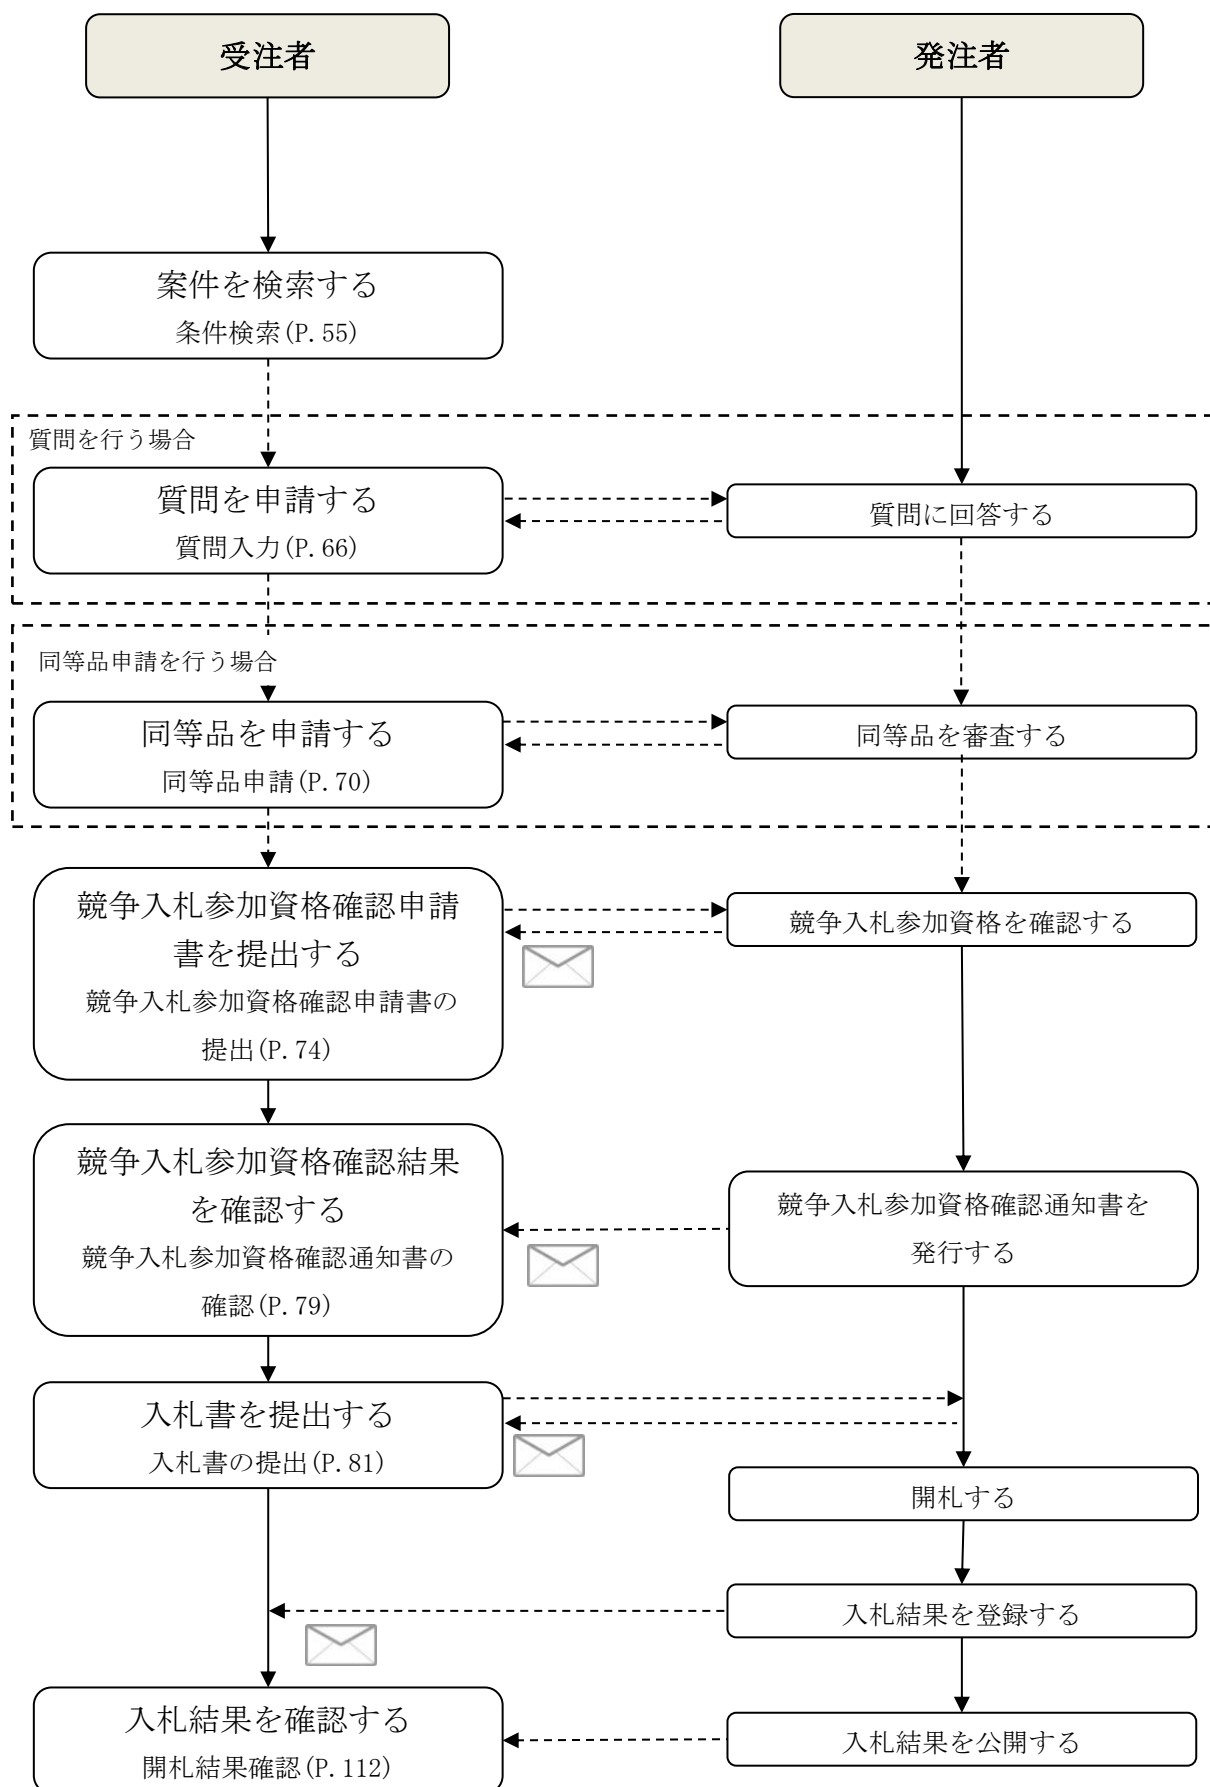 受注者
発注者
案件を検索する
条件検索(P.55)
質問を行う場合
質問を申請する
質問入力(P.66)
質問に回答する
同等品申請を行う場合
同等品を申請する
同等品申請(P.70)
同等品を審査する
競争入札参加資格確認申請
書を提出する
競争入札参加資格確認申請書の
提出(P.74)
競争入札参加資格を確認する
競争入札参加資格確認結果
を確認する
競争入札参加資格確認通知書の
確認(P.79)
競争入札参加資格確認通知書を
発行する
入札書を提出する
入札書の提出(P.81)
開札する
入札結果を登録する
入札結果を確認する
開札結果確認(P.112)
入札結果を公開する